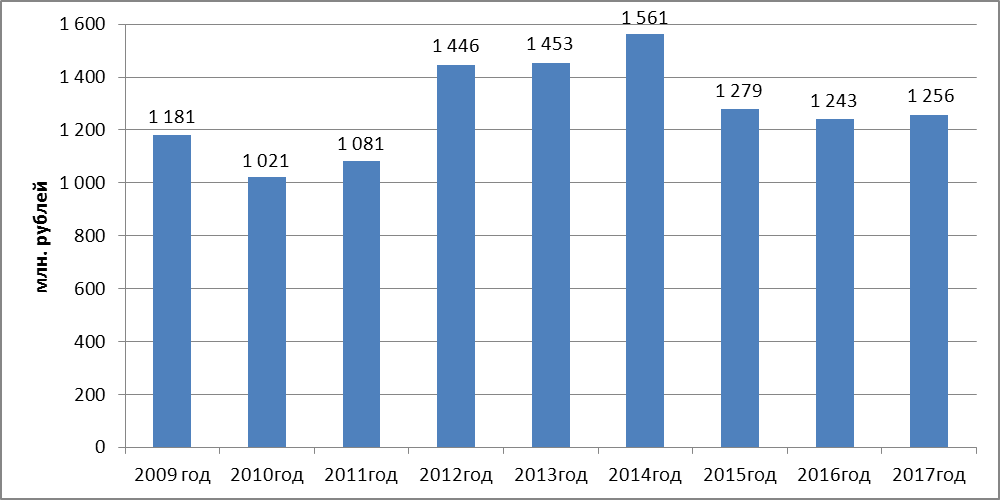 млн. рублей
1 600
1 400
1 200
1 000
800
600
400
200
0
1 181
1 021
1 081
1 446
1 453
1 561
1 279
1 243
1 256
2009 год
2010год
2011год
2012год
2013год
2014год
2015год
2016год
2017год